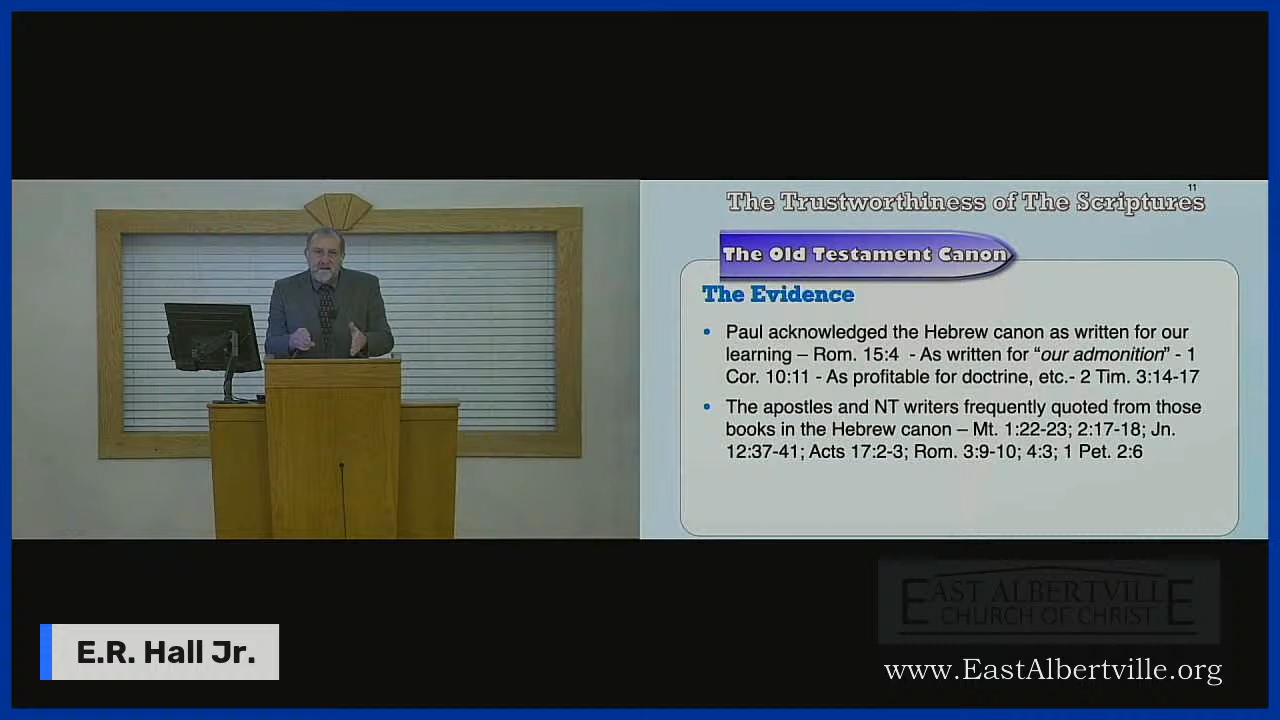 11
The Trustworthiness of The Scriptures
The Old Testament Canon
The Evidence
• Paul acknowledged the Hebrew canon as written for our
learning – Rom. 15:4 - As written for “our admonition” - 1
Cor. 10:11 - As profitable for doctrine, etc.- 2 Tim. 3:14-17
• The apostles and NT writers frequently quoted from those
books in the Hebrew canon – Mt. 1:22-23; 2:17-18; Jn.
12:37-41; Acts 17:2-3; Rom. 3:9-10; 4:3; 1 Pet. 2:6
EAST ALBERTVILLE
CHURCH OF CHRIST
E.R. Hall Jr.
www.EastAlbertville.org